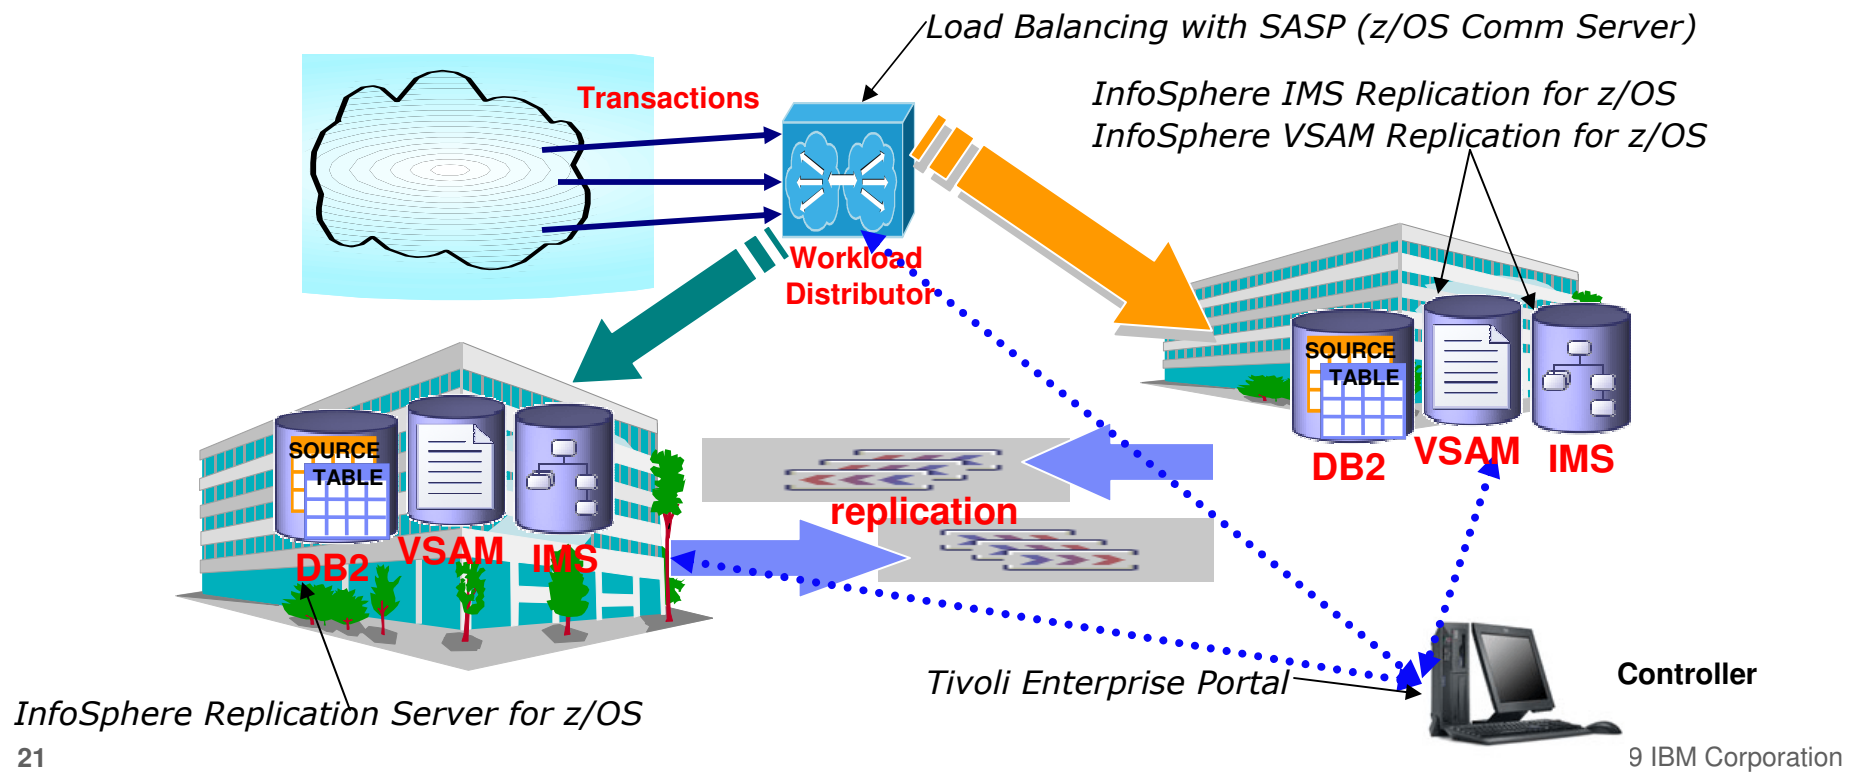 Load Balancing with SASP (z/OS Comm Server)
Transactions
InfoSphere IMS Replication for z/OS
InfoSphere VSAM Replication for z/OS
Workload
Distributor
SOURCE
TABLE
DB2
VSAM
IMS
SOURCE
TABLE
DB2
VSAM
IMS
replication
Tivoli Enterprise Portal
Controller
InfoSphere Replication Server for z/OS
21
9 IBM Corporation